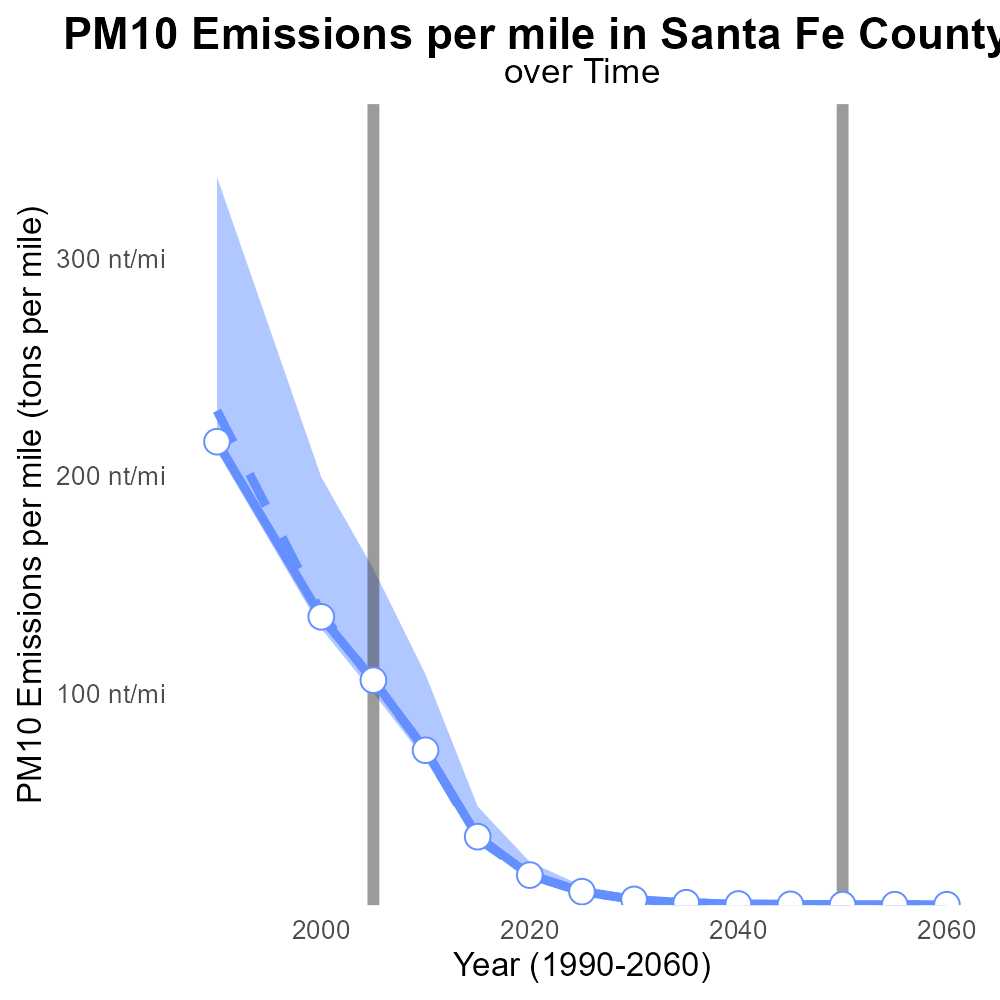 PM10 Emissions per mile in Santa Fe County
over Time
PM10 Emissions per mile (tons per mile)
300 nt/mi
200 nt/mi
100 nt/mi
2000 2020 2040 2060
Year (1990-2060)